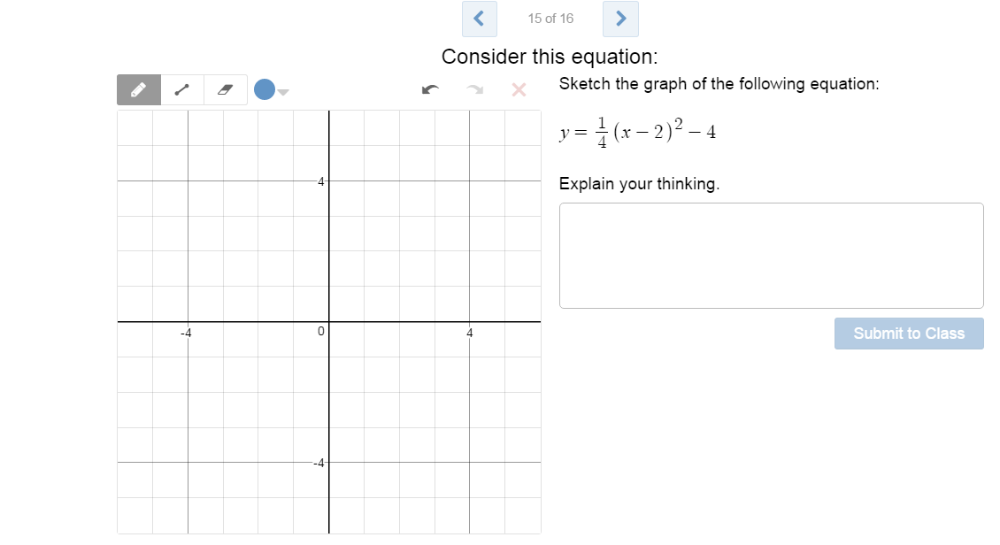 15 of 16
Consider this equation:
Sketch the graph of the following equation:
y = 1/4 (x − 2)² − 4
Explain your thinking.
Submit to Class
4
-4
0
4
-4